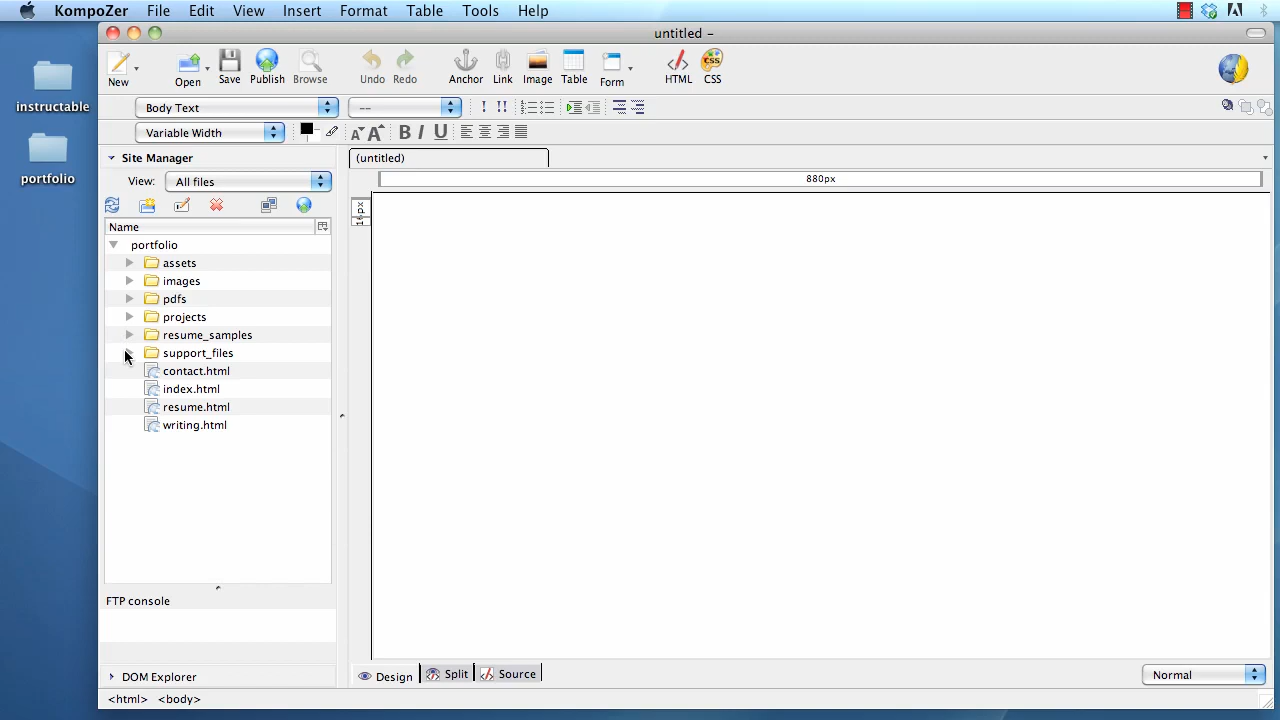 KompoZer File Edit View Insert Format Table Tools Help
untitled –
New Open Save Publish Browse Undo Redo Anchor Link Image Table Form HTML CSS
Body Text -- ! !!
Variable Width A A B I U
Site Manager
(untitled)
View: All files
880px
Name
16px
portfolio
assets
images
pdfs
projects
resume_samples
support_files
contact.html
index.html
resume.html
writing.html
FTP console
DOM Explorer
Design Split Source Normal
<html> <body>
instructable
portfolio